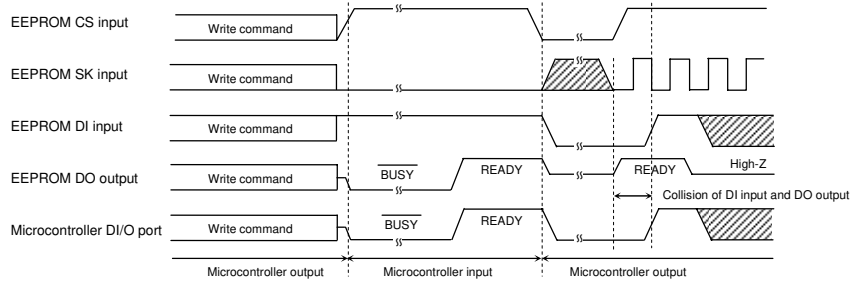 EEPROM CS input
Write command
EEPROM SK input
Write command
EEPROM DI input
Write command
EEPROM DO output
Write command
BUSY
READY
READY
High-Z
Collision of DI input and DO output
Microcontroller DI/O port
Write command
BUSY
READY
Microcontroller output
Microcontroller input
Microcontroller output